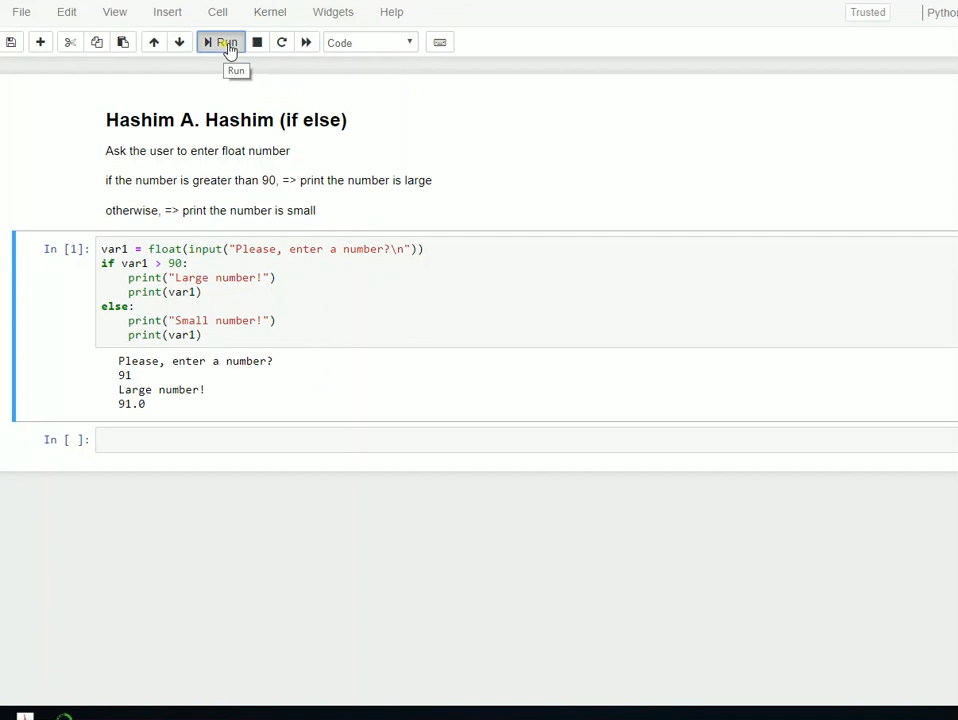 File Edit View Insert Cell Kernel Widgets Help Trusted Pytho
Run Code
Run
Hashim A. Hashim (if else)
Ask the user to enter float number
if the number is greater than 90, => print the number is large
otherwise, => print the number is small
In [1]: var1 = float(input("Please, enter a number?\n"))
if var1 > 90:
    print("Large number!")
    print(var1)
else:
    print("Small number!")
    print(var1)
Please, enter a number?
91
Large number!
91.0
In [ ]: